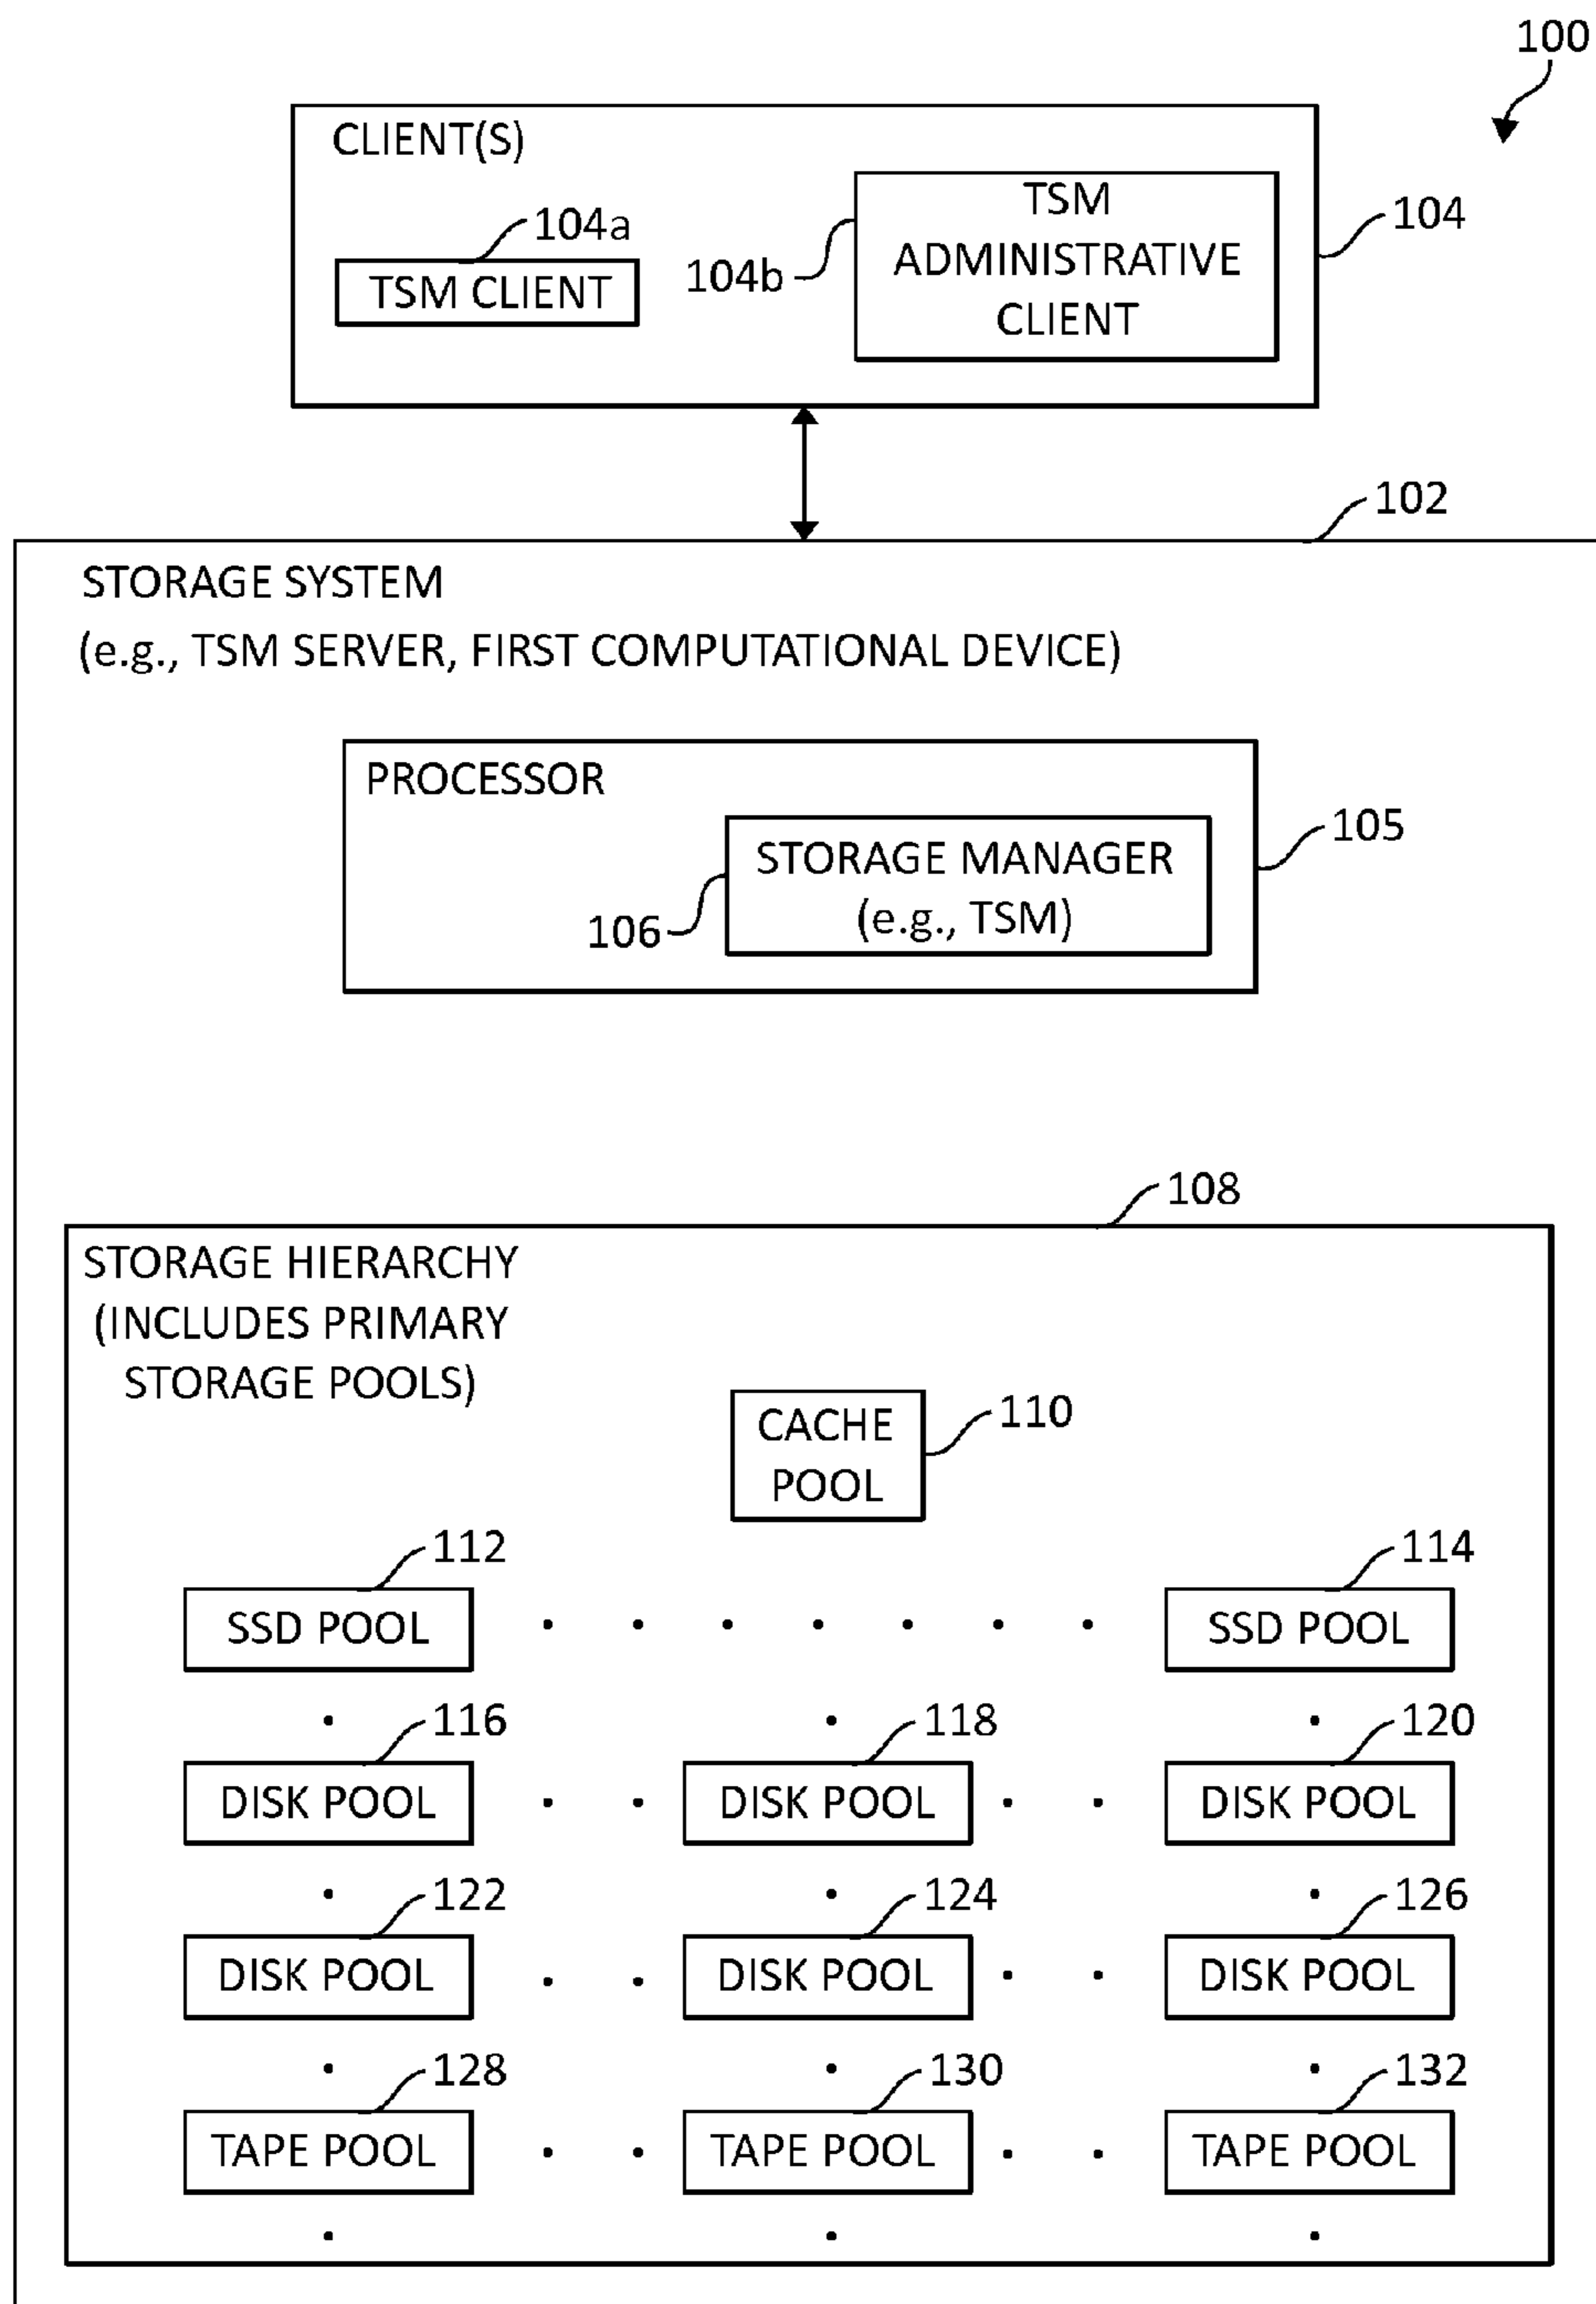 100
CLIENT(S)
104a
TSM CLIENT
104b
TSM
ADMINISTRATIVE
CLIENT
104
102
STORAGE SYSTEM
(e.g., TSM SERVER, FIRST COMPUTATIONAL DEVICE)
PROCESSOR
105
STORAGE MANAGER
(e.g., TSM)
106
108
STORAGE HIERARCHY
(INCLUDES PRIMARY
STORAGE POOLS)
CACHE
POOL
110
112
114
SSD POOL
SSD POOL
116
118
120
DISK POOL
DISK POOL
DISK POOL
122
124
126
DISK POOL
DISK POOL
DISK POOL
128
130
132
TAPE POOL
TAPE POOL
TAPE POOL